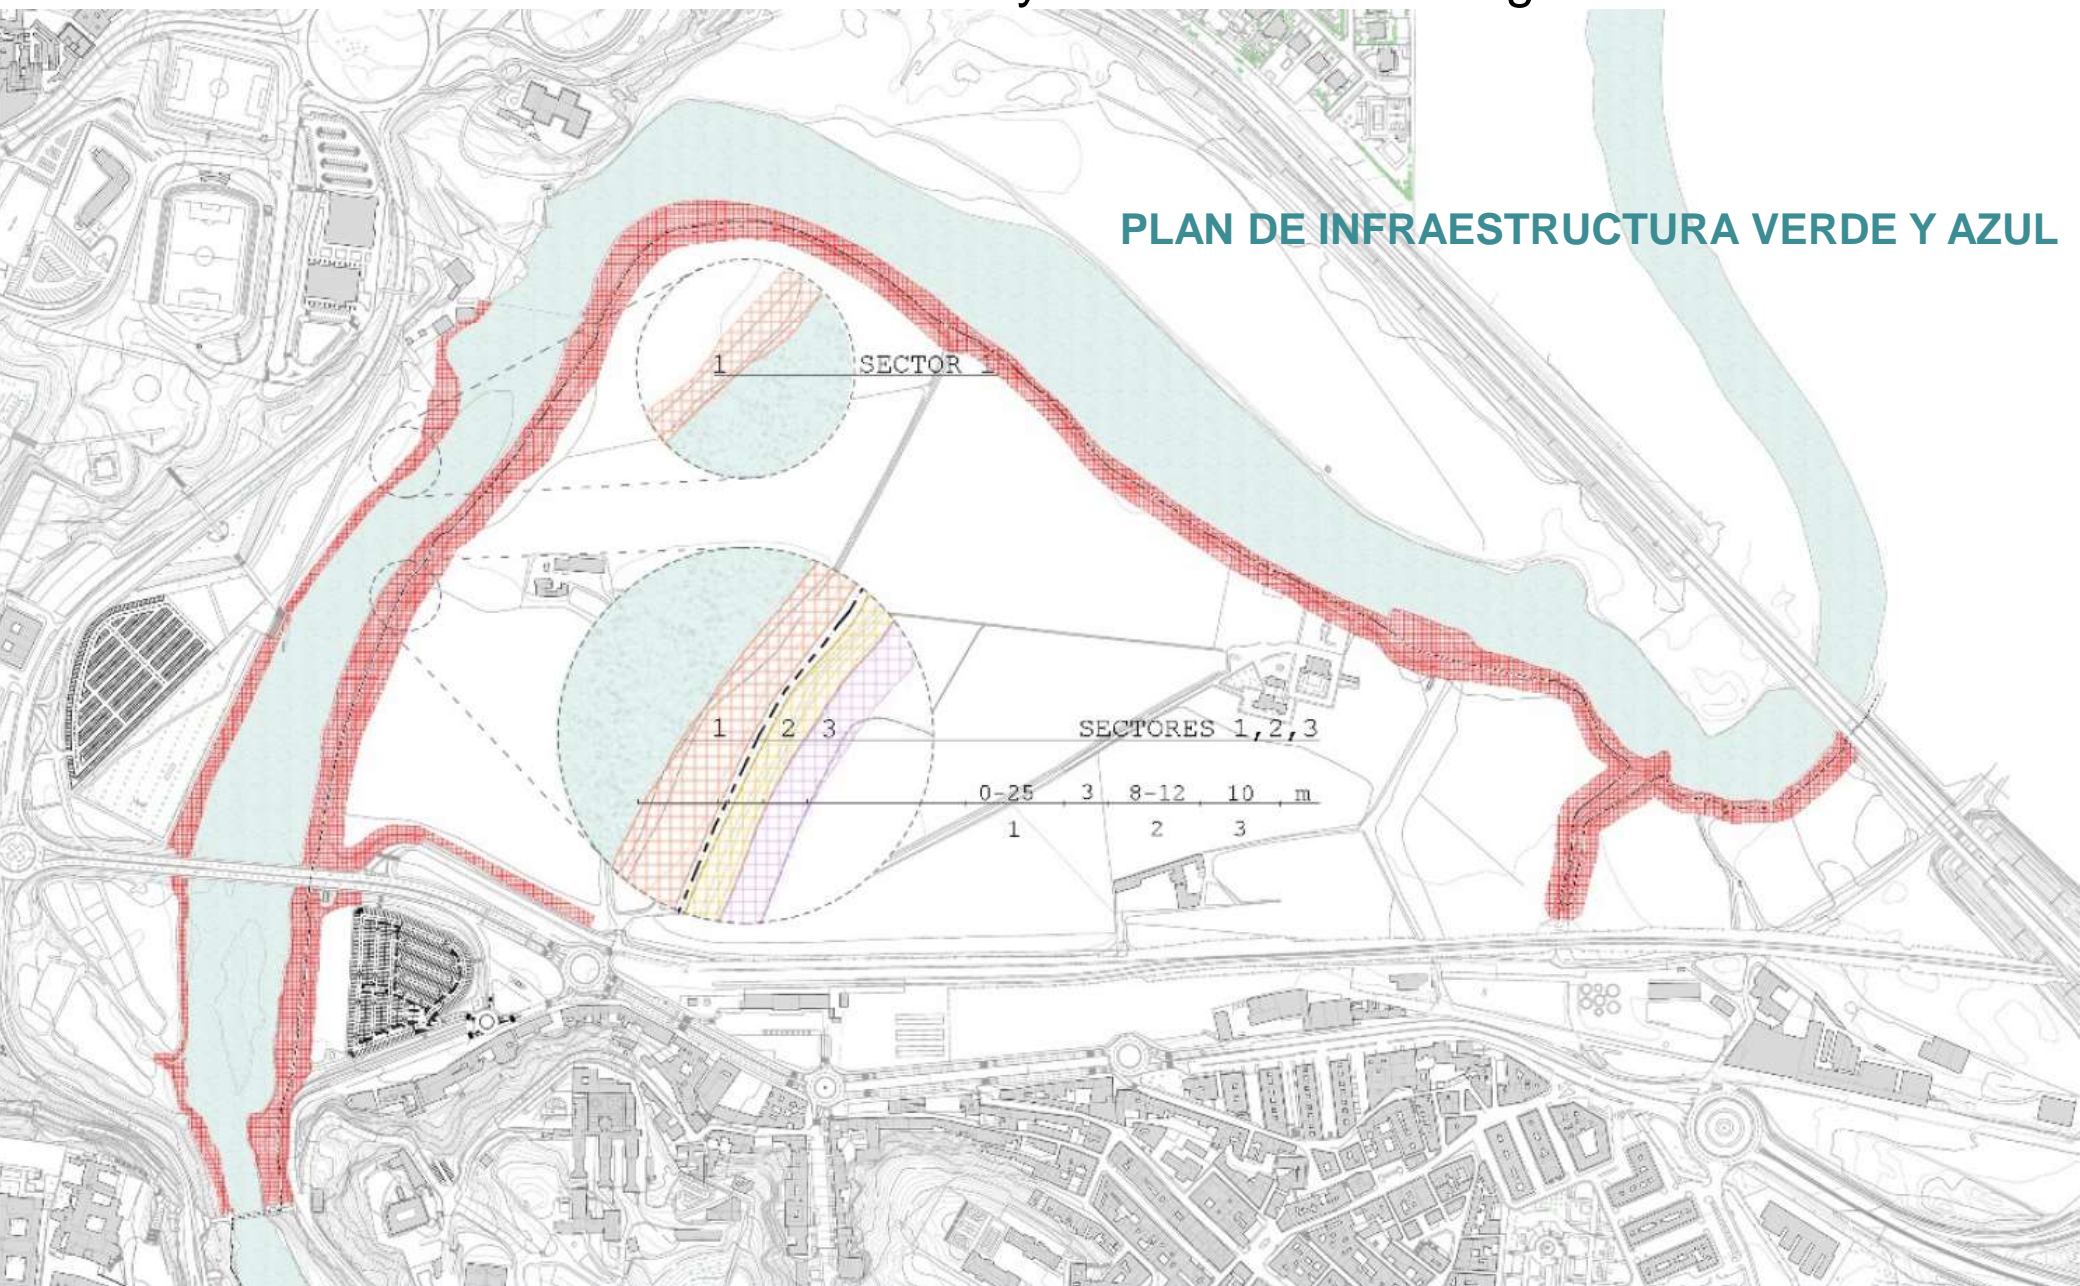 PLAN DE INFRAESTRUCTURA VERDE Y AZUL
1 SECTOR 1
1 2 3 SECTORES 1,2,3
0-25 3 8-12 10 m
1 2 3